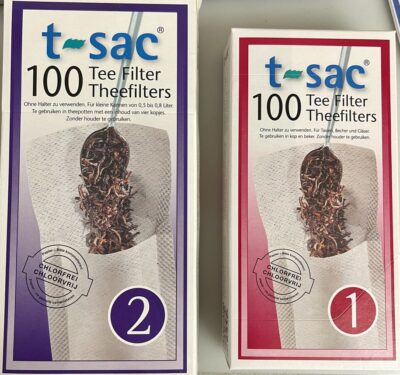 t-sac®
100 Tee Filter
Theefilters
Ohne Halter zu verwenden. Für kleine Kannen von 0,5 bis 0,8 Liter.
Te gebruiken in theepotten met een inhoud van vier kopjes.
Zonder houder te gebruiken.
CHLORFREI
CHLOORVRIJ
2
t-sac®
100 Tee Filter
Theefilters
Ohne Halter zu verwenden. Für Tassen, Becher und Gläser.
Te gebruiken in kop en beker. Zonder houder te gebruiken.
CHLORFREI
CHLOORVRIJ
1